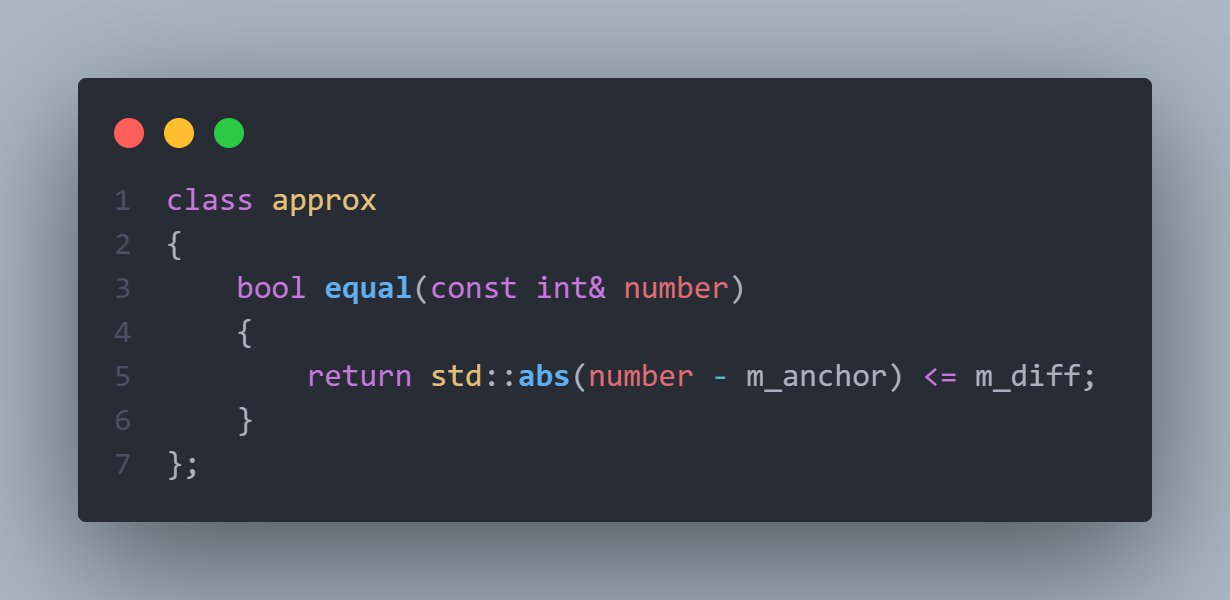 1 class approx
2 {
3     bool equal(const int& number)
4     {
5         return std::abs(number - m_anchor) <= m_diff;
6     }
7 };